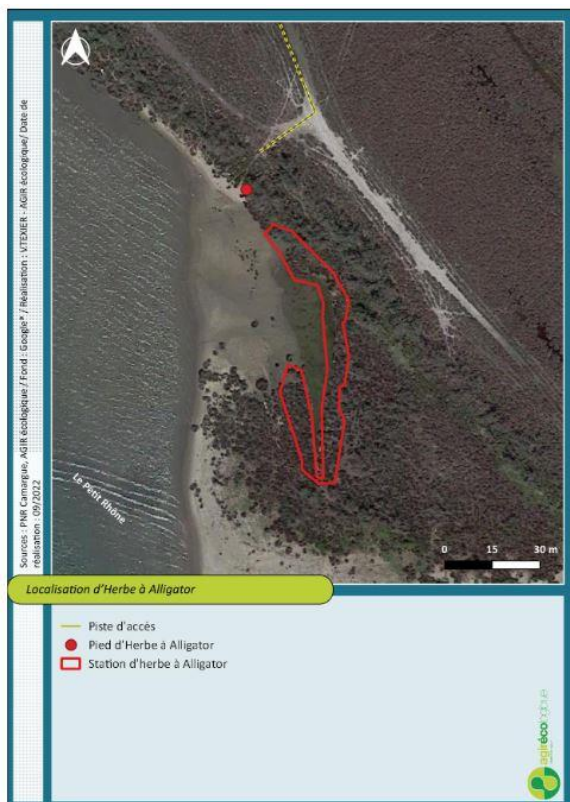 Sources : PNR Camargue, AGIR écologique / Fond : Google* / Réalisation : V.TEXIER - AGIR écologique/ Date de
réalisation : 09/2022
Le Petit Rhône
0 15 30 m
Localisation d'Herbe à Alligator
Piste d'accès
Pied d'Herbe à Alligator
Station d'herbe à Alligator
agirécologique